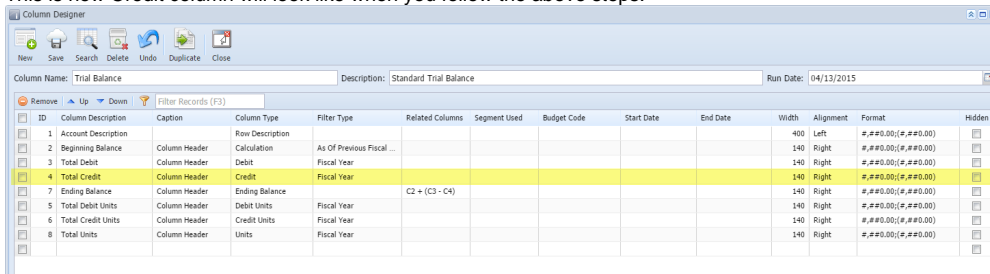 This is how Credit column will look like when you follow the above steps.
Column Designer
New Save Search Delete Undo Duplicate Close
Column Name: Trial Balance Description: Standard Trial Balance Run Date: 04/13/2015
Remove Up Down Filter Records (F3)
ID Column Description Caption Column Type Filter Type Related Columns Segment Used Budget Code Start Date End Date Width Alignment Format Hidden
1 Account Description Row Description 400 Left #,##0.00;(#,##0.00)
2 Beginning Balance Column Header Calculation As Of Previous Fiscal ... 140 Right #,##0.00;(#,##0.00)
3 Total Debit Column Header Debit Fiscal Year 140 Right #,##0.00;(#,##0.00)
4 Total Credit Column Header Credit Fiscal Year 140 Right #,##0.00;(#,##0.00)
7 Ending Balance Column Header Ending Balance C2 + (C3 - C4) 140 Right #,##0.00;(#,##0.00)
5 Total Debit Units Column Header Debit Units Fiscal Year 140 Right #,##0.00;(#,##0.00)
6 Total Credit Units Column Header Credit Units Fiscal Year 140 Right #,##0.00;(#,##0.00)
8 Total Units Column Header Units Fiscal Year 140 Right #,##0.00;(#,##0.00)